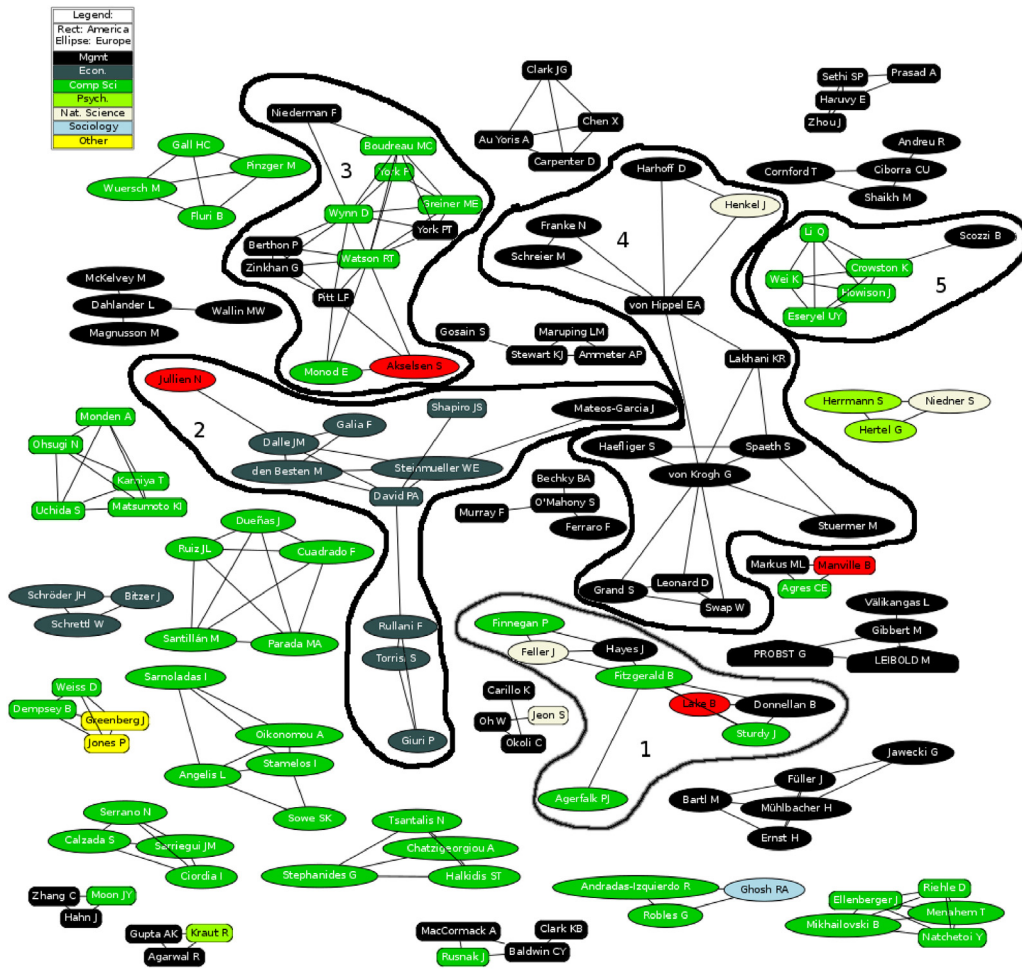 Legend:
Rect: America
Ellipse: Europe
Mgmt
Econ.
Comp Sci
Psych.
Nat. Science
Sociology
Other
Clark JG
Chen X
Au Yoris A
Carpenter D
Sethi SP
Prasad A
Haruvy E
Zhou J
Niederman F
Boudreau MC
York F
Greiner ME
3
Wynn D
York PT
Berthon P
Watson RT
Zinkhan G
Pitt LF
Monod E
Akselsen S
Gall HC
Pinzger M
Wuersch M
Fluri B
Andreu R
Cornford T
Ciborra CU
Shaikh M
Harhoff D
Henkel J
Franke N
4
Schreier M
von Hippel EA
Lakhani KR
Haefliger S
Spaeth S
von Krogh G
Stuermer M
Leonard D
Grand S
Swap W
Li Q
Scozzi B
Crowston K
Wei K
Howison J
5
Eseryel UY
McKelvey M
Dahlander L
Wallin MW
Magnusson M
Gosain S
Maruping LM
Stewart KJ
Ammeter AP
Jullien N
Shapiro JS
Mateos-Garcia J
Galia F
2
Dalle JM
den Besten M
Steinmueller WE
David PA
Rullani F
Torrisi S
Giuri P
Herrmann S
Niedner S
Hertel G
Monden A
Ohsugi N
Kamiya T
Uchida S
Matsumoto KI
Bechky BA
Murray F
O'Mahony S
Ferraro F
Dueñas J
Ruiz JL
Cuadrado F
Santillán M
Parada MA
Markus ML
Manville B
Agres CE
Schröder JH
Bitzer J
Schrettl W
Välikangas L
Gibbert M
PROBST G
LEIBOLD M
Finnegan P
Feller J
Hayes J
Fitzgerald B
Lake B
Donnellan B
Sturdy J
1
Agerfalk PJ
Samoladas I
Oikonomou A
Angelis L
Stamelos I
Sowe SK
Weiss D
Dempsey B
Greenberg J
Jones P
Carillo K
Oh W
Jeon S
Okoli C
Jawecki G
Füller J
Bartl M
Mühlbacher H
Ernst H
Serrano N
Calzada S
Sarriegui JM
Ciordia I
Tsantalis N
Chatzigeorgiou A
Stephanides G
Halkidis ST
Zhang C
Moon JY
Hahn J
Gupta AK
Kraut R
Agarwal R
Clark KB
MacCormack A
Rusnak J
Baldwin CY
Andradas-Izquierdo R
Ghosh RA
Robles G
Riehle D
Ellenberger J
Menahem T
Mikhailovski B
Natchetoi Y